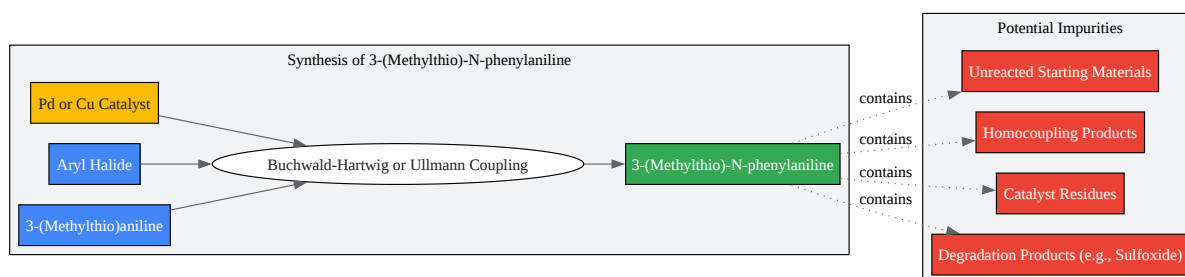 Synthesis of 3-(Methylthio)-N-phenylaniline
Pd or Cu Catalyst
Aryl Halide
3-(Methylthio)aniline
Buchwald-Hartwig or Ullmann Coupling
3-(Methylthio)-N-phenylaniline
contains
contains
contains
contains
Potential Impurities
Unreacted Starting Materials
Homocoupling Products
Catalyst Residues
Degradation Products (e.g., Sulfoxide)